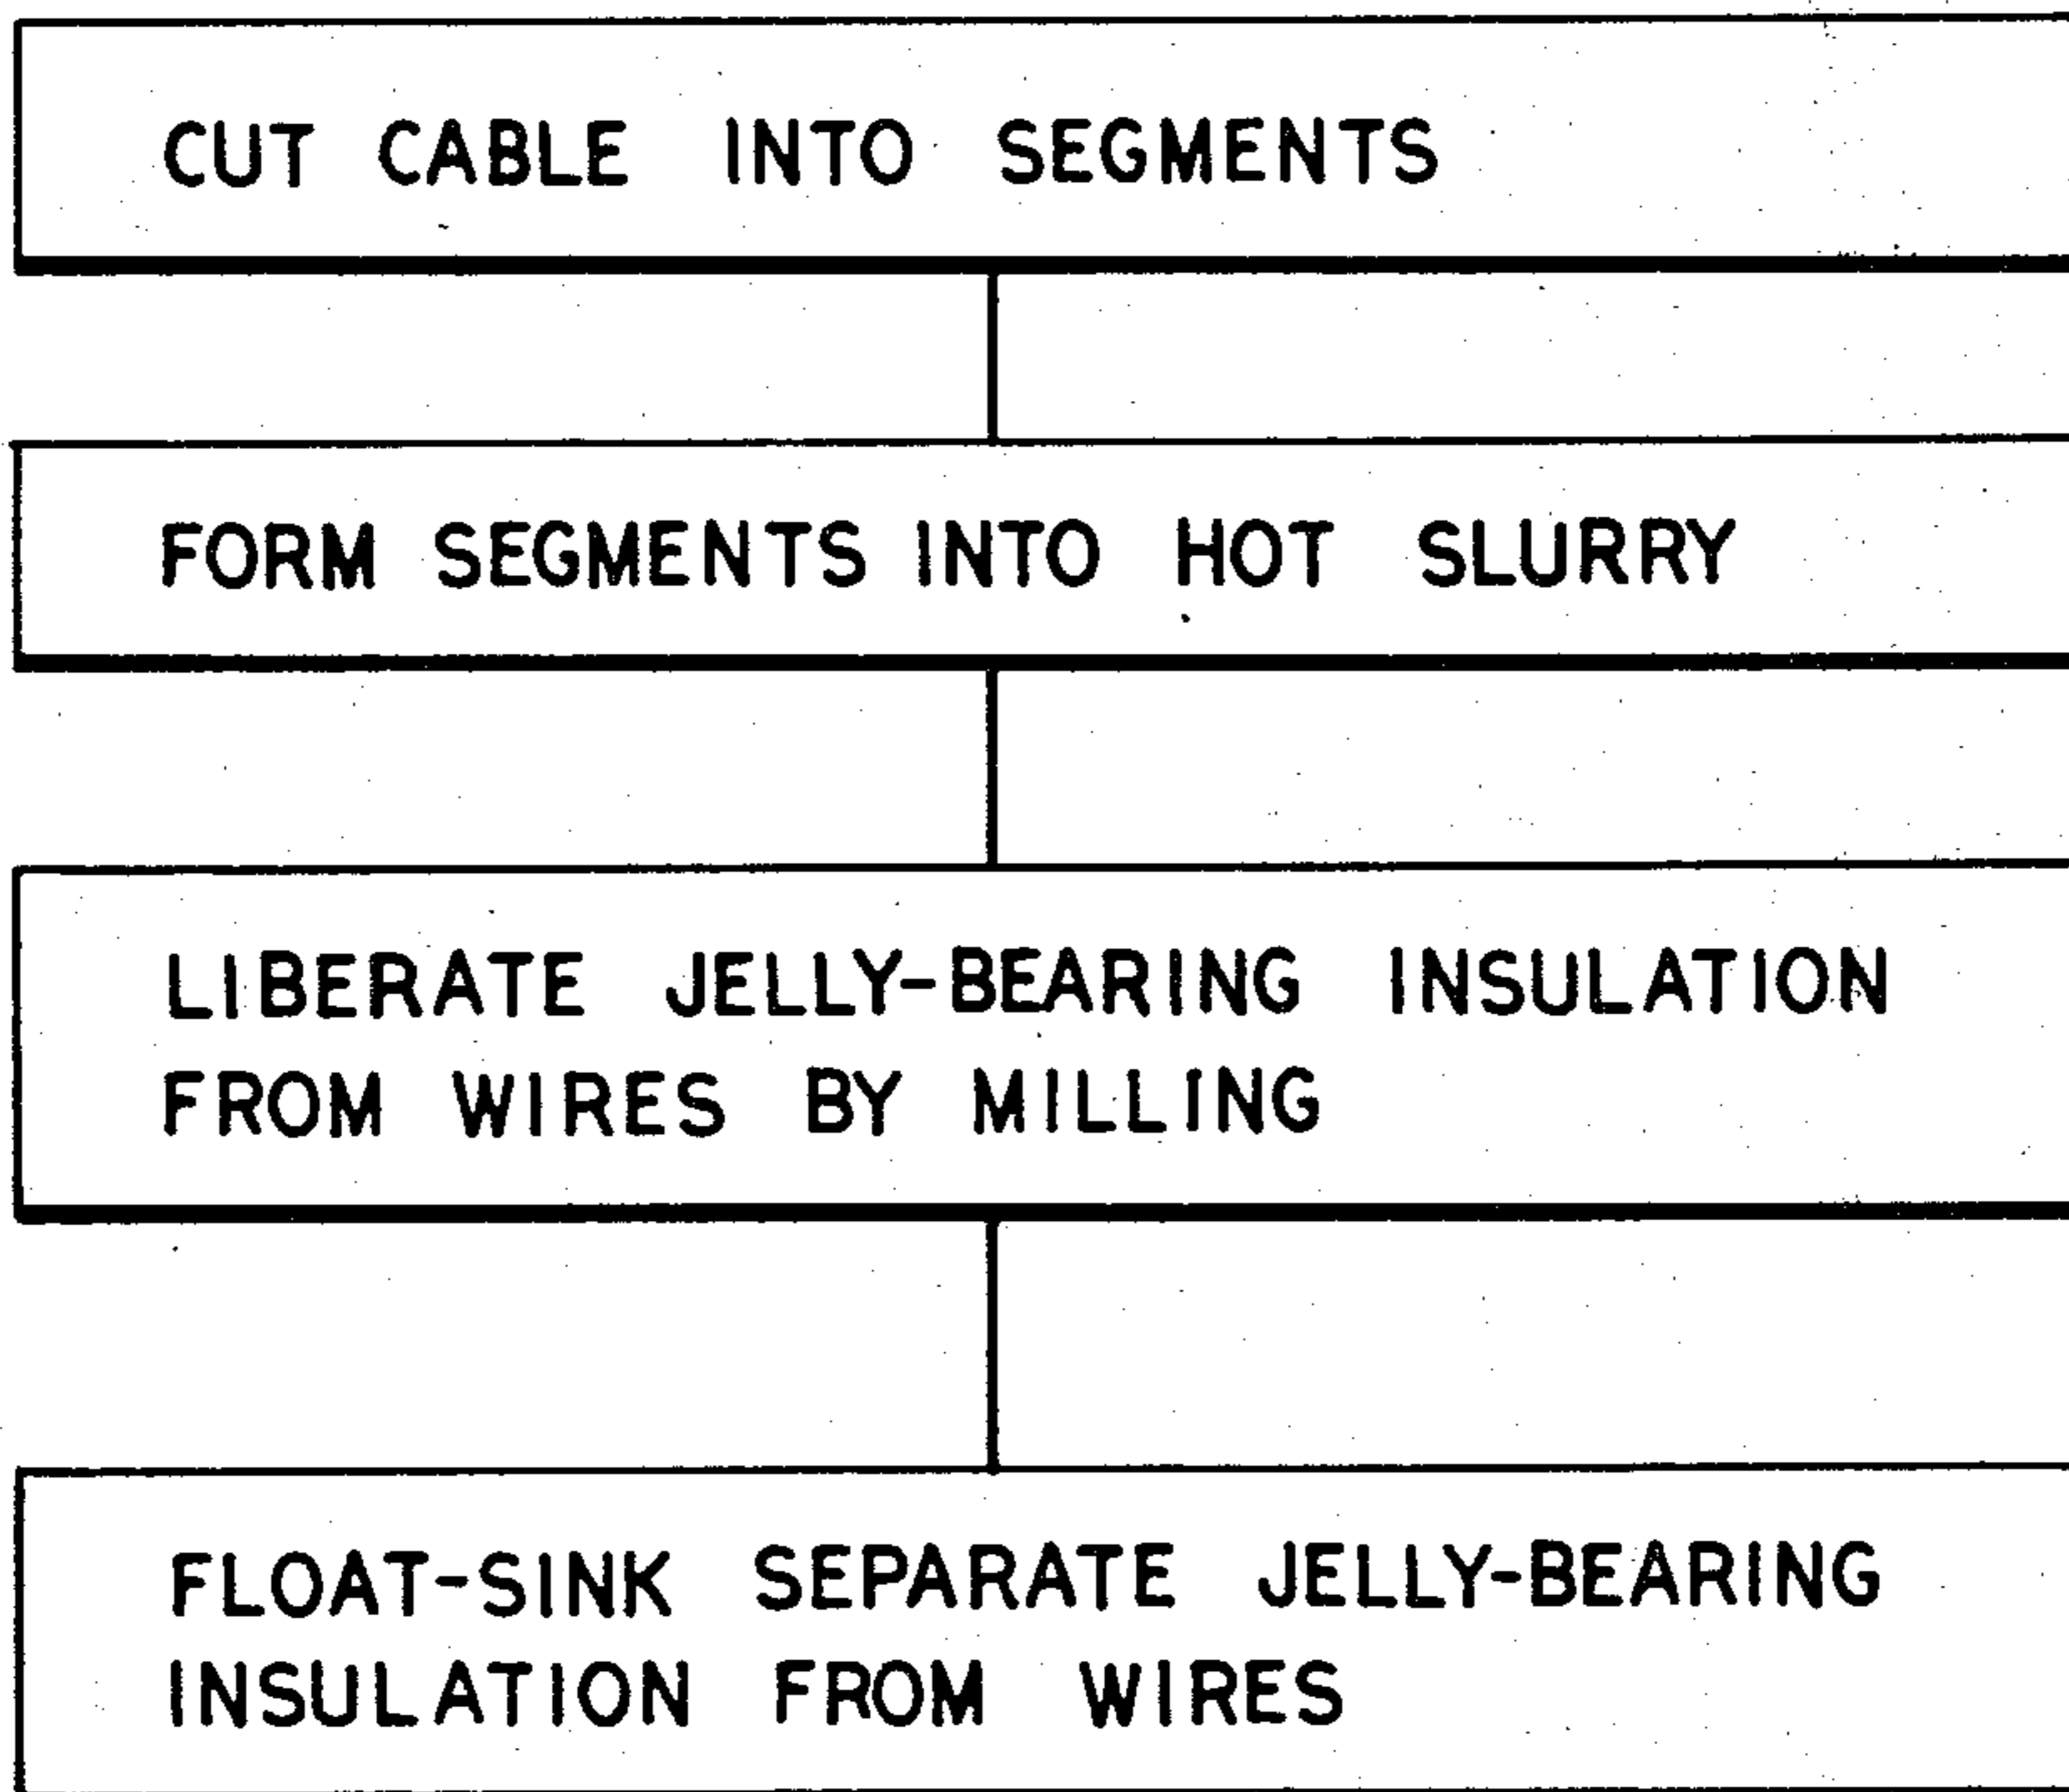 CUT CABLE INTO SEGMENTS
FORM SEGMENTS INTO HOT SLURRY
LIBERATE JELLY-BEARING INSULATION
FROM WIRES BY MILLING
FLOAT-SINK SEPARATE JELLY-BEARING
INSULATION FROM WIRES